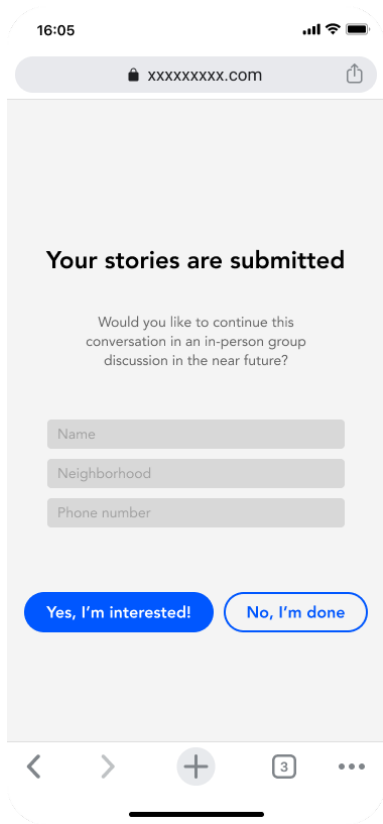 16:05
xxxxxxxxx.com
Your stories are submitted
Would you like to continue this
conversation in an in-person group
discussion in the near future?
Name
Neighborhood
Phone number
Yes, I'm interested!
No, I'm done
3